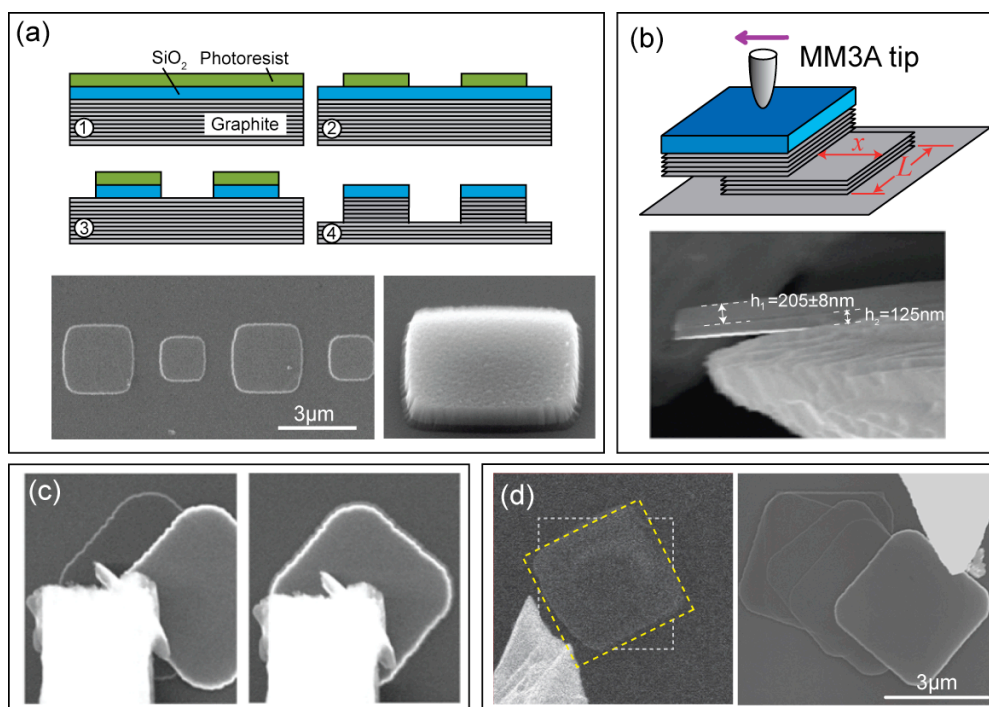 (a)
SiO₂ Photoresist
Graphite
1
2
3
4
3μm
(b)
MM3A tip
x
L
h₁=205±8nm
h₂=125nm
(c)
(d)
3μm